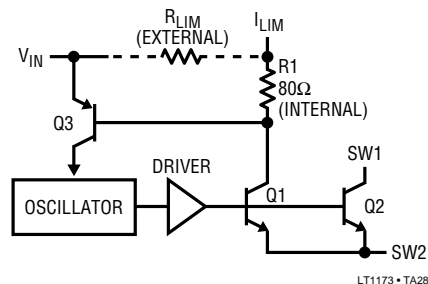 R_LIM
(EXTERNAL)
I_LIM
V_IN
R1
80Ω
(INTERNAL)
Q3
DRIVER
SW1
OSCILLATOR
Q1
Q2
SW2
LT1173 • TA28